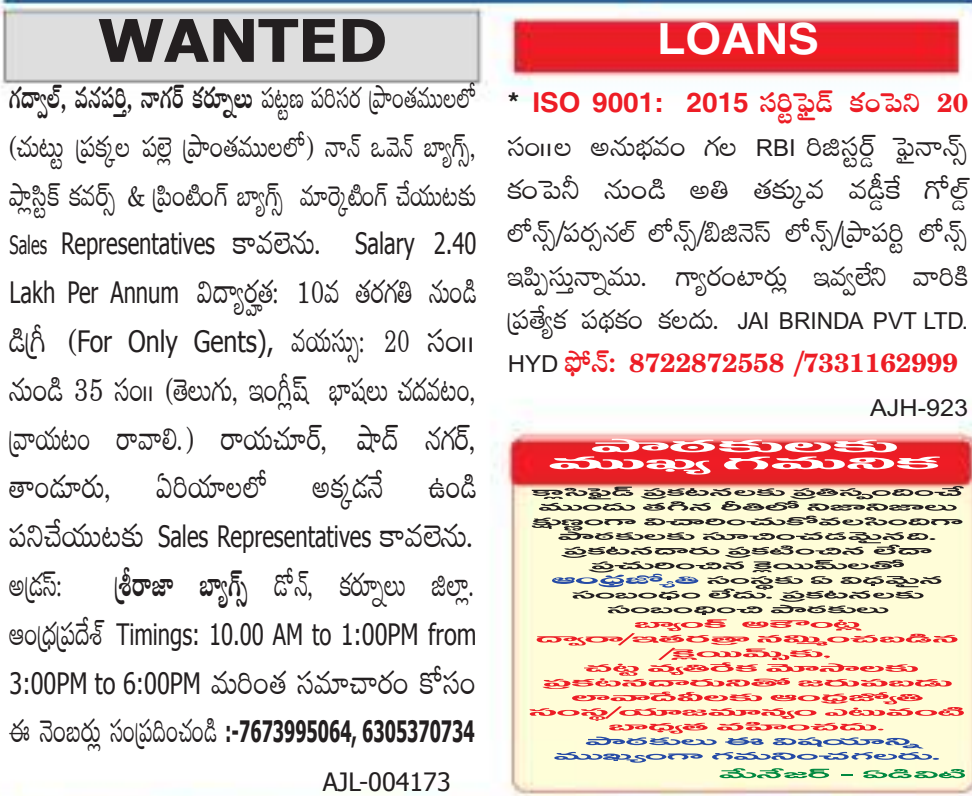 WANTED
గద్వాల్, వనపర్తి, నాగర్ కర్నూలు పట్టణ పరిసర ప్రాంతములలో
(చుట్టు ప్రక్కల పల్లె ప్రాంతములలో) నాన్ ఒవెన్ బ్యాగ్స్,
ప్లాస్టిక్ కవర్స్ & ప్రింటింగ్ బ్యాగ్స్ మార్కెటింగ్ చేయుటకు
Sales Representatives కావలెను. Salary 2.40
Lakh Per Annum విద్యార్హత: 10వ తరగతి నుండి
డిగ్రీ (For Only Gents), వయస్సు: 20 సం॥
నుండి 35 సం॥ (తెలుగు, ఇంగ్లీష్ భాషలు చదవటం,
వ్రాయటం రావాలి.) రాయచూర్, షాద్ నగర్,
తాండూరు, ఏరియాలలో అక్కడనే ఉండి
పనిచేయుటకు Sales Representatives కావలెను.
అడ్రస్: శ్రీరాజా బ్యాగ్స్ డోన్, కర్నూలు జిల్లా.
ఆంధ్రప్రదేశ్ Timings: 10.00 AM to 1:00PM from
3:00PM to 6:00PM మరింత సమాచారం కోసం
ఈ నెంబర్లు సంప్రదించండి :-7673995064, 6305370734
AJL-004173
LOANS
* ISO 9001: 2015 సర్టిఫైడ్ కంపెని 20
సం॥ల అనుభవం గల RBI రిజిస్టర్డ్ ఫైనాన్స్
కంపెనీ నుండి అతి తక్కువ వడ్డీకే గోల్డ్
లోన్స్/పర్సనల్ లోన్స్/బిజినెస్ లోన్స్/ప్రాపర్టి లోన్స్
ఇప్పిస్తున్నాము. గ్యారంటార్లు ఇవ్వలేని వారికి
ప్రత్యేక పథకం కలదు. JAI BRINDA PVT LTD.
HYD ఫోన్: 8722872558 /7331162999
AJH-923
పాఠకులకు
ముఖ్య గమనిక
క్లాసిఫైడ్ ప్రకటనలకు ప్రతిస్పందించే
ముందు తగిన రీతిలో నిజానిజాలు
క్షుణ్ణంగా విచారించుకోవలసిందిగా
పాఠకులకు సూచించడమైనది.
ప్రకటనదారు ప్రకటించిన లేదా
ప్రచురించిన క్లెయిమ్‌లతో
ఆంధ్రజ్యోతి సంస్థకు ఏ విధమైన
సంబంధం లేదు. ప్రకటనలకు
సంబంధించి పాఠకులు
బ్యాంక్ అకౌంట్ల
ద్వారా/ఇతరత్రా నమ్మించబడిన
/క్లెయిమ్స్‌కు.
చట్ట వ్యతిరేక మోసాలకు
ప్రకటనదారునితో జరుపబడు
లావాదేవీలకు ఆంధ్రజ్యోతి
సంస్థ/యాజమాన్యం ఎటువంటి
బాధ్యత వహించదు.
పాఠకులు ఈ విషయాన్ని
ముఖ్యంగా గమనించగలరు.
మేనేజర్ - ఏడివిటి